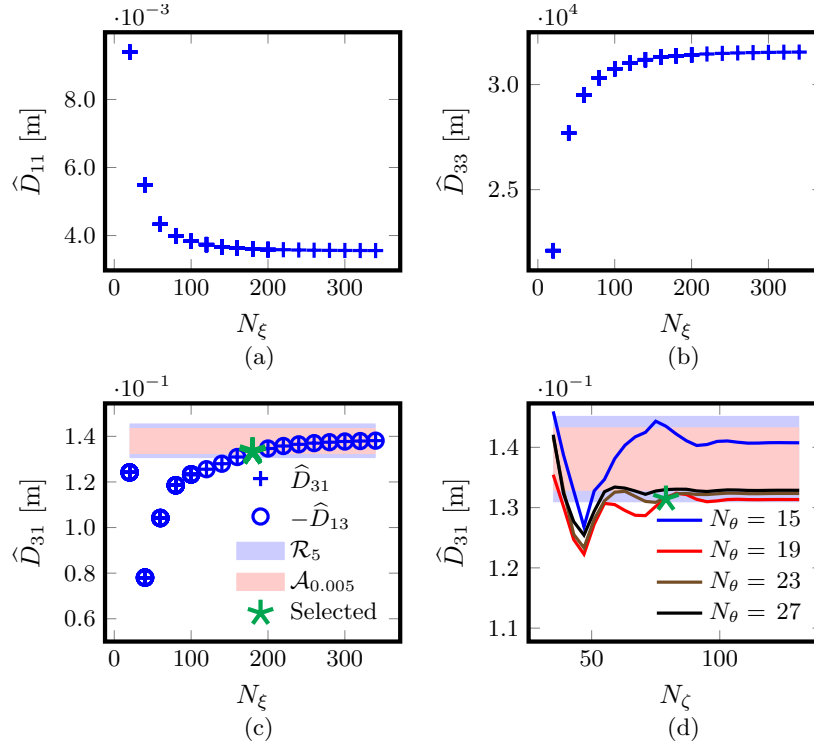 ·10⁻³
8.0
6.0
4.0
0 100 200 300
D̂₁₁ [m]
N_ξ
(a)
·10⁴
3.0
2.5
0 100 200 300
D̂₃₃ [m]
N_ξ
(b)
·10⁻¹
1.4
1.2
1.0
0.8
0.6
0 100 200 300
D̂₃₁ [m]
N_ξ
D̂₃₁
−D̂₁₃
ℛ₅
𝒜₀.₀₀₅
Selected
(c)
·10⁻¹
1.4
1.3
1.2
1.1
50 100
D̂₃₁ [m]
N_ζ
N_θ = 15
N_θ = 19
N_θ = 23
N_θ = 27
(d)